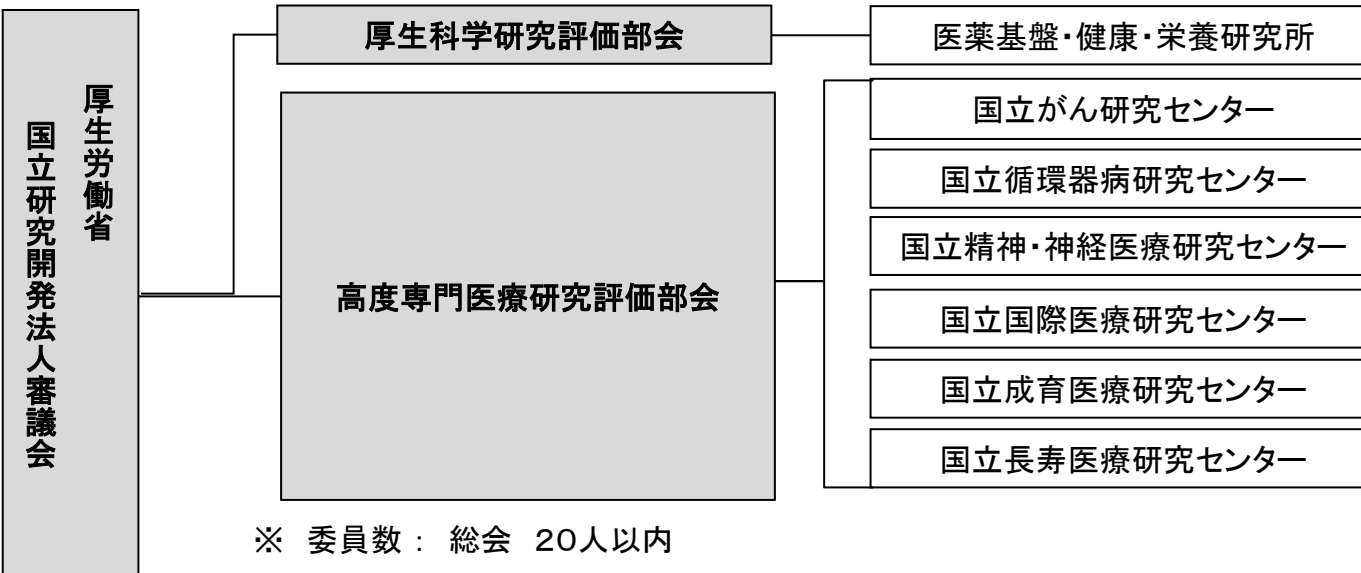 厚生労働省
国立研究開発法人審議会
厚生科学研究評価部会
医薬基盤・健康・栄養研究所
高度専門医療研究評価部会
国立がん研究センター
国立循環器病研究センター
国立精神・神経医療研究センター
国立国際医療研究センター
国立成育医療研究センター
国立長寿医療研究センター
※ 委員数： 総会 20人以内